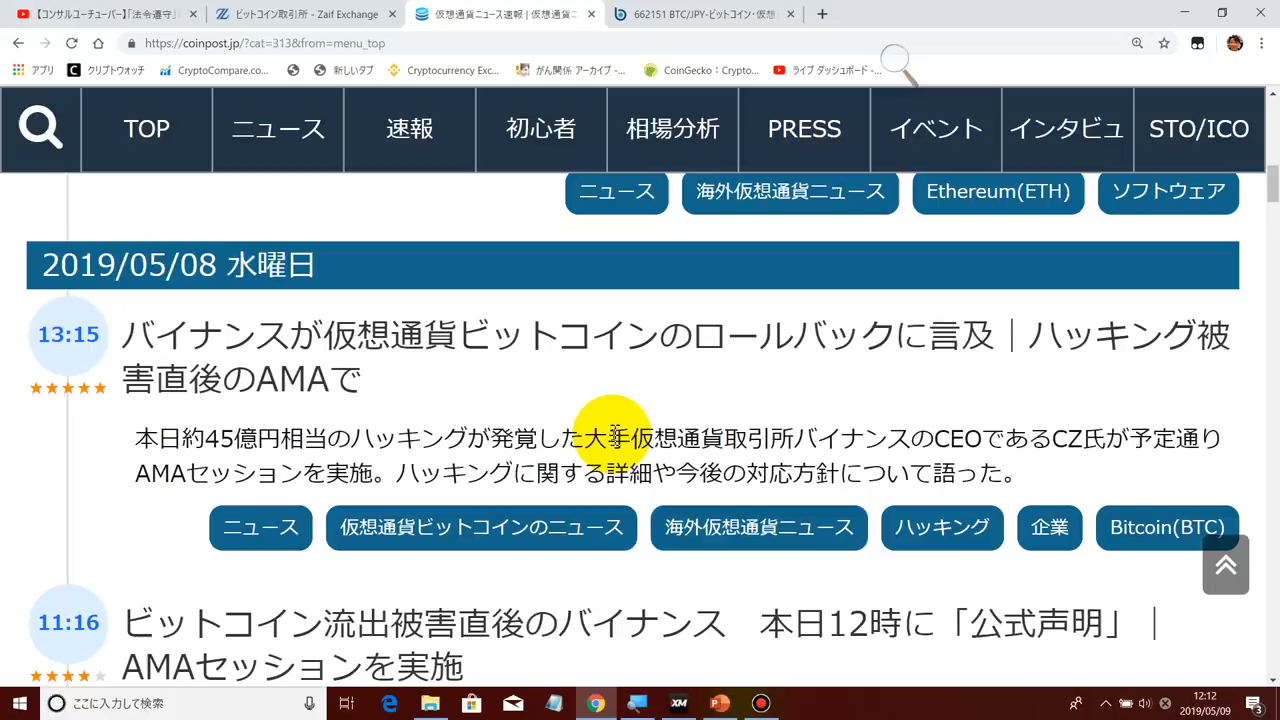 【コンサルユーチューバー】「法令遵守」
ビットコイン取引所 - Zaif Exchange
仮想通貨ニュース速報 | 仮想通貨ニ
662151 BTC/JPY-ビットコイン・仮想
https://coinpost.jp/?cat=313&from=menu_top
アプリ
クリプトウォッチ
CryptoCompare.co...
新しいタブ
Cryptocurrency Exc...
がん関係 アーカイブ - ...
CoinGecko：Crypto...
ライブ ダッシュボード - ...
TOP
ニュース
速報
初心者
相場分析
PRESS
イベント
インタビュ
STO/ICO
ニュース
海外仮想通貨ニュース
Ethereum(ETH)
ソフトウェア
2019/05/08 水曜日
13:15
バイナンスが仮想通貨ビットコインのロールバックに言及｜ハッキング被
害直後のAMAで
本日約45億円相当のハッキングが発覚した大手仮想通貨取引所バイナンスのCEOであるCZ氏が予定通り
AMAセッションを実施。ハッキングに関する詳細や今後の対応方針について語った。
ニュース
仮想通貨ビットコインのニュース
海外仮想通貨ニュース
ハッキング
企業
Bitcoin(BTC)
11:16
ビットコイン流出被害直後のバイナンス　本日12時に「公式声明」｜
AMAセッションを実施
ここに入力して検索
XM
12:12
2019/05/09
3